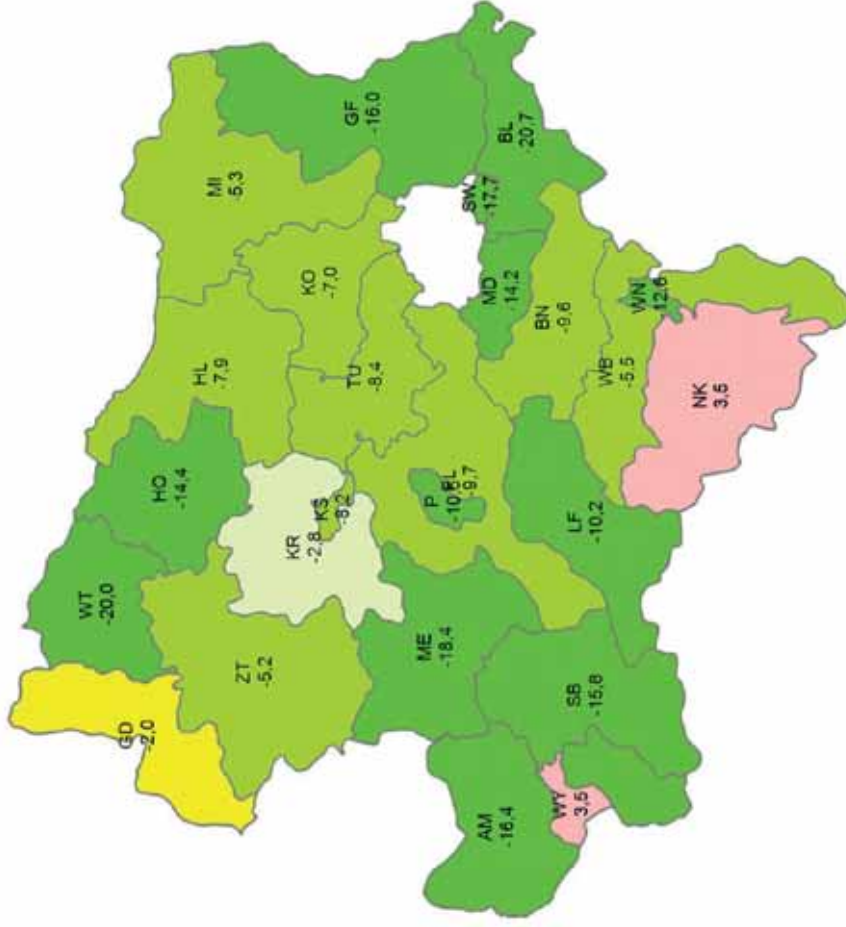 WT
-20,0
GD
-2,0
HO
-14,4
HL
-7,9
MI
-5,3
ZT
-5,2
KR
-2,8
KS
-8,2
KO
-7,0
TU
-8,4
GF
-16,0
ME
-18,4
P
PL
-9,7
SW
-17,7
MD
-14,2
BL
20,7
BN
-9,6
AM
-16,4
WY
3,5
SB
-15,8
LF
-10,2
WB
-5,5
WN
12,6
NK
3,5